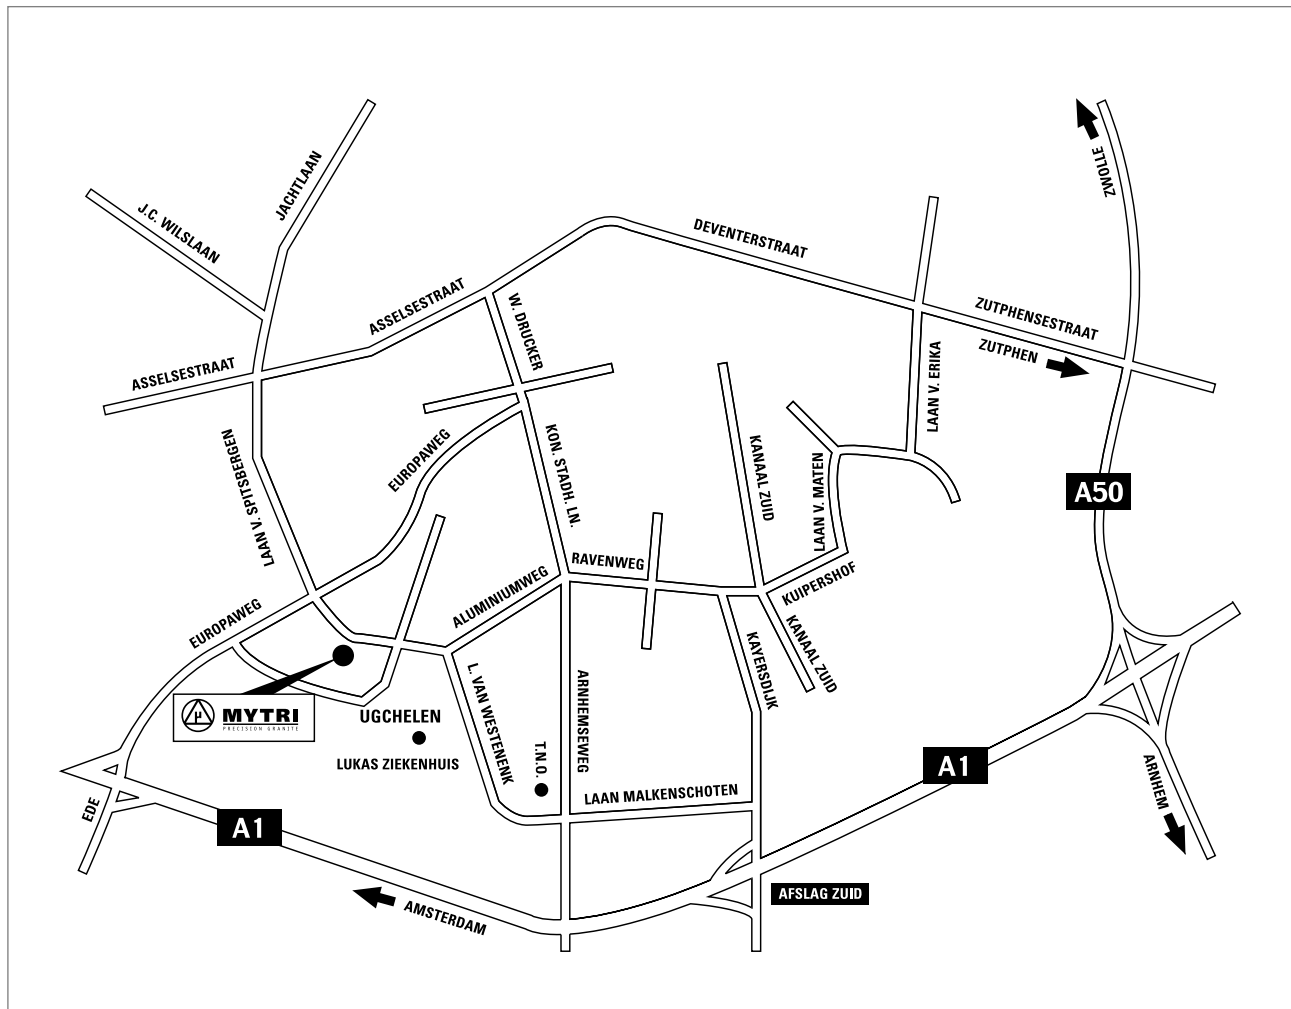 ZWOLLE
JACHTLAAN
J.C. WILSLAAN
DEVENTERSTRAAT
ASSELSESTRAAT
W. DRUCKER
ZUTPHENSESTRAAT
ZUTPHEN
LAAN V. ERIKA
ASSELSESTRAAT
LAAN V. SPITSBERGEN
EUROPAWEG
KON. STADH. LN.
KANAAL ZUID
LAAN V. MATEN
A50
RAVENWEG
ALUMINIUMWEG
KUIPERSHOF
EUROPAWEG
KANAAL ZUID
KAYERSDIJK
L. VAN WESTENENK
ARNHEMSEWEG
µ MYTRI
PRECISION GRANITE
UGCHELEN
LUKAS ZIEKENHUIS
T.N.O.
A1
ARNHEM
LAAN MALKENSCHOTEN
EDE
A1
AFSLAG ZUID
AMSTERDAM